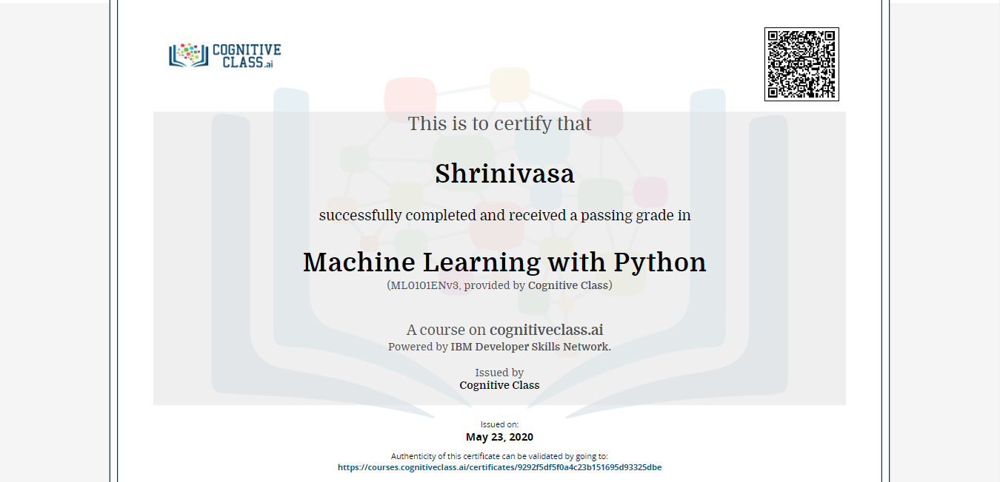 COGNITIVE
CLASS.ai
This is to certify that
Shrinivasa
successfully completed and received a passing grade in
Machine Learning with Python
(ML0101ENv3, provided by Cognitive Class)
A course on cognitiveclass.ai
Powered by IBM Developer Skills Network.
Issued by
Cognitive Class
Issued on:
May 23, 2020
Authenticity of this certificate can be validated by going to:
https://courses.cognitiveclass.ai/certificates/9292f5df5f0a4c23b151695d93325dbe